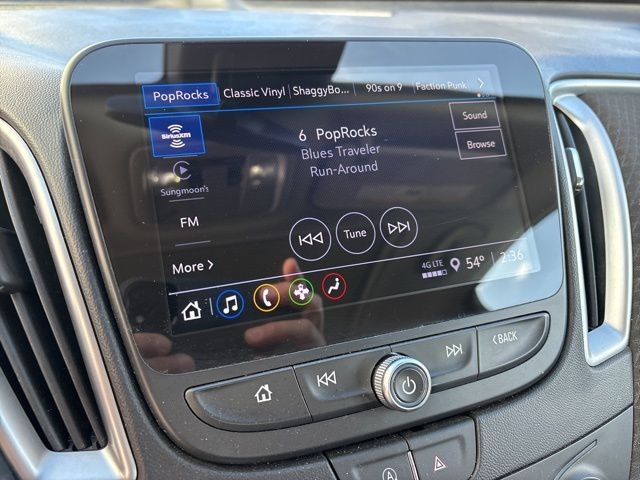 PopRocks Classic Vinyl ShaggyBo... 90s on 9 Faction Punk
SiriusXM
6 PopRocks
Blues Traveler
Run-Around
Sound
Browse
Sungmoon's
FM
Tune
More
4G LTE 54° 2:36
BACK
A